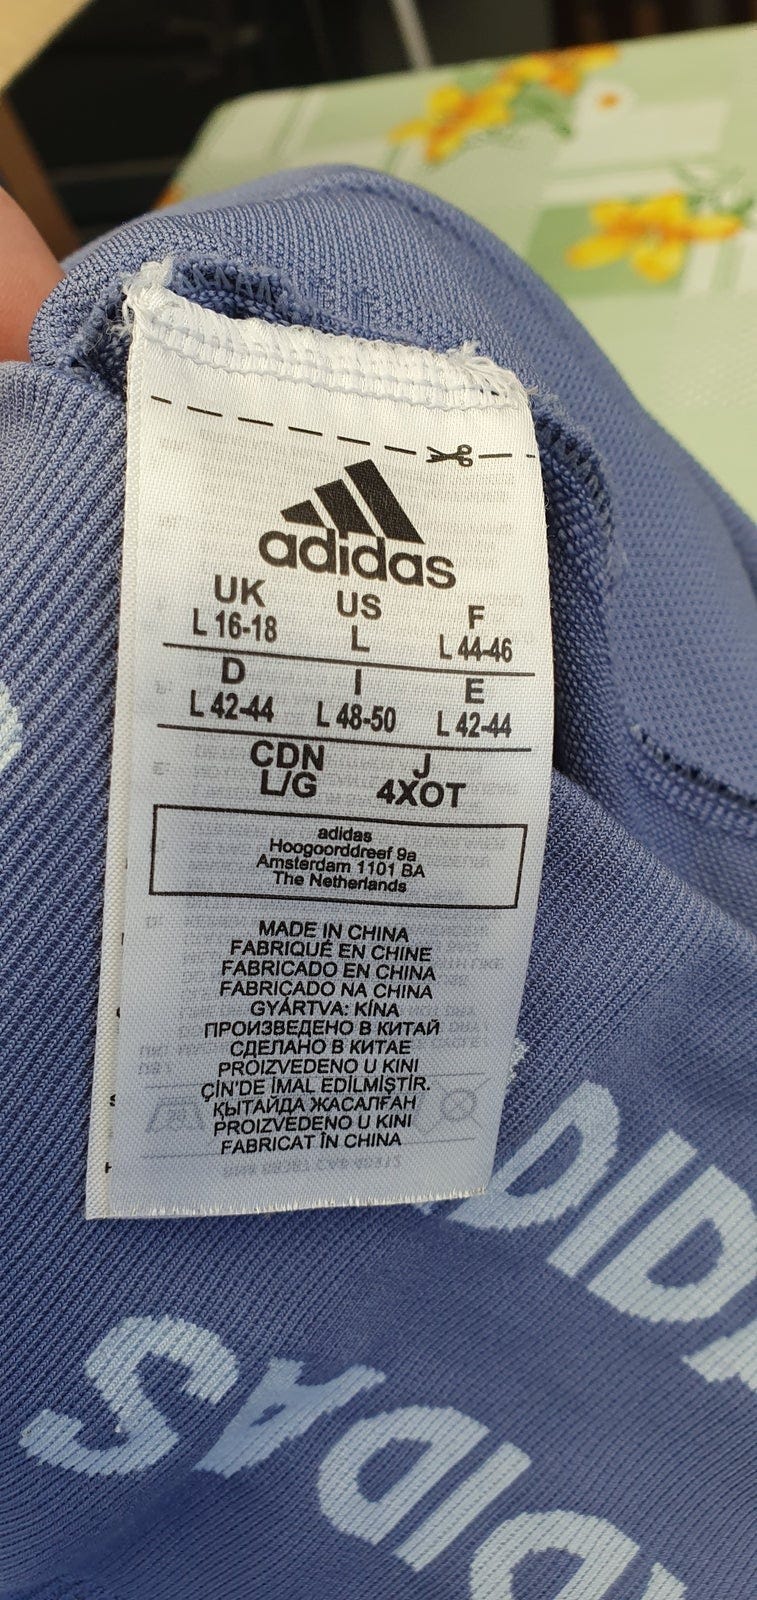 adidas
UK US F
L 16-18 L L 44-46
D I E
L 42-44 L 48-50 L 42-44
CDN J
L/G 4XOT
adidas
Hoogoorddreef 9a
Amsterdam 1101 BA
The Netherlands
MADE IN CHINA
FABRIQUÉ EN CHINE
FABRICADO EN CHINA
FABRICADO NA CHINA
GYÁRTVA: KÍNA
ПРОИЗВЕДЕНО В КИТАЙ
СДЕЛАНО В КИТАЕ
PROIZVEDENO U KINI
ÇİN'DE İMAL EDİLMİŞTİR.
ҚЫТАЙДА ЖАСАЛҒАН
PROIZVEDENO U KINI
FABRICAT ÎN CHINA
ADIDA
ADIDAS